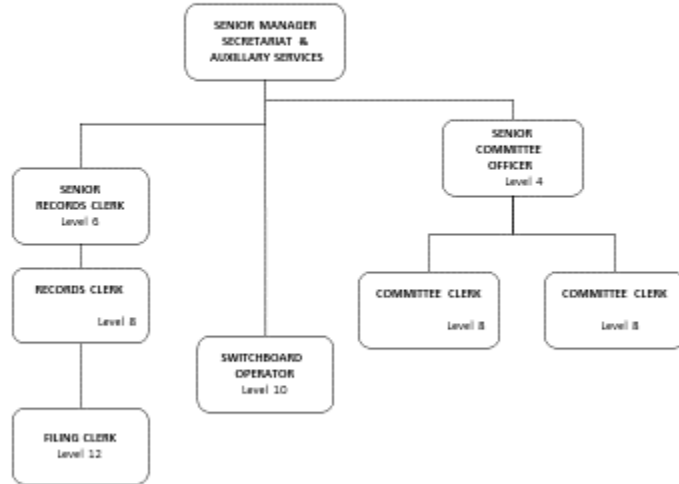 SENIOR MANAGER
SECRETARIAT &
AUXILLARY SERVICES
SENIOR
COMMITTEE
OFFICER
Level 4
SENIOR
RECORDS CLERK
Level 6
RECORDS CLERK
Level 8
COMMITTEE CLERK
Level 8
COMMITTEE CLERK
Level 8
SWITCHBOARD
OPERATOR
Level 10
FILING CLERK
Level 12